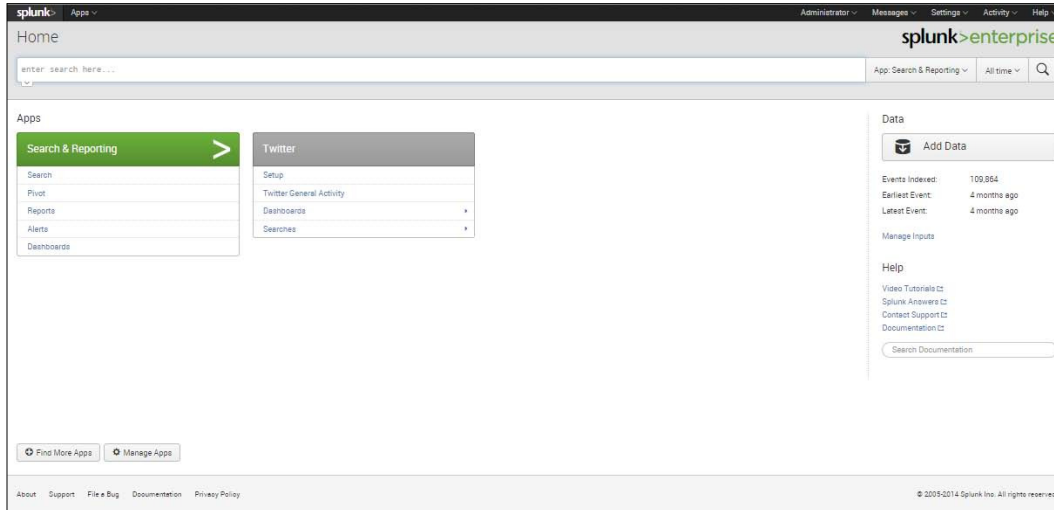 splunk> Apps Administrator Messages Settings Activity Help
Home splunk>enterprise
enter search here... App: Search & Reporting All time
Apps
Search & Reporting >
Search
Pivot
Reports
Alerts
Dashboards
Twitter
Setup
Twitter General Activity
Dashboards
Searches
Data
Add Data
Events Indexed: 109,864
Earliest Event: 4 months ago
Latest Event: 4 months ago
Manage Inputs
Help
Video Tutorials
Splunk Answers
Contact Support
Documentation
Search Documentation
Find More Apps Manage Apps
About Support File a Bug Documentation Privacy Policy © 2005-2014 Splunk Inc. All rights reserved